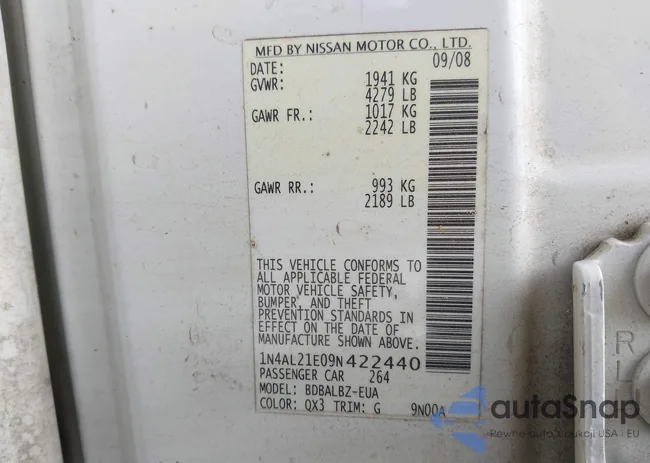 MFD BY NISSAN MOTOR CO., LTD.
DATE: 09/08
GVWR: 1941 KG
4279 LB
GAWR FR.: 1017 KG
2242 LB
GAWR RR.: 993 KG
2189 LB
THIS VEHICLE CONFORMS TO
ALL APPLICABLE FEDERAL
MOTOR VEHICLE SAFETY,
BUMPER, AND THEFT
PREVENTION STANDARDS IN
EFFECT ON THE DATE OF
MANUFACTURE SHOWN ABOVE.
1N4AL21E09N422440
PASSENGER CAR 264
MODEL: BDBALBZ-EUA
COLOR: QX3 TRIM: G 9N00A
R
autaSnap
USA i EU